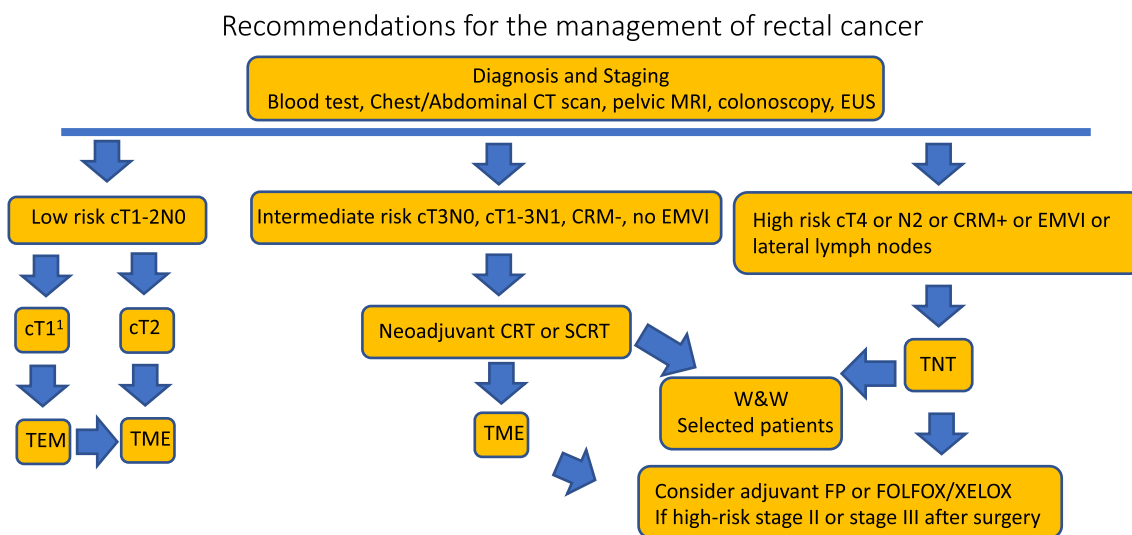 Recommendations for the management of rectal cancer
Diagnosis and Staging
Blood test, Chest/Abdominal CT scan, pelvic MRI, colonoscopy, EUS
Low risk cT1-2N0
Intermediate risk cT3N0, cT1-3N1, CRM-, no EMVI
High risk cT4 or N2 or CRM+ or EMVI or
lateral lymph nodes
cT1¹
cT2
Neoadjuvant CRT or SCRT
TNT
W&W
Selected patients
TEM
TME
TME
Consider adjuvant FP or FOLFOX/XELOX
If high-risk stage II or stage III after surgery